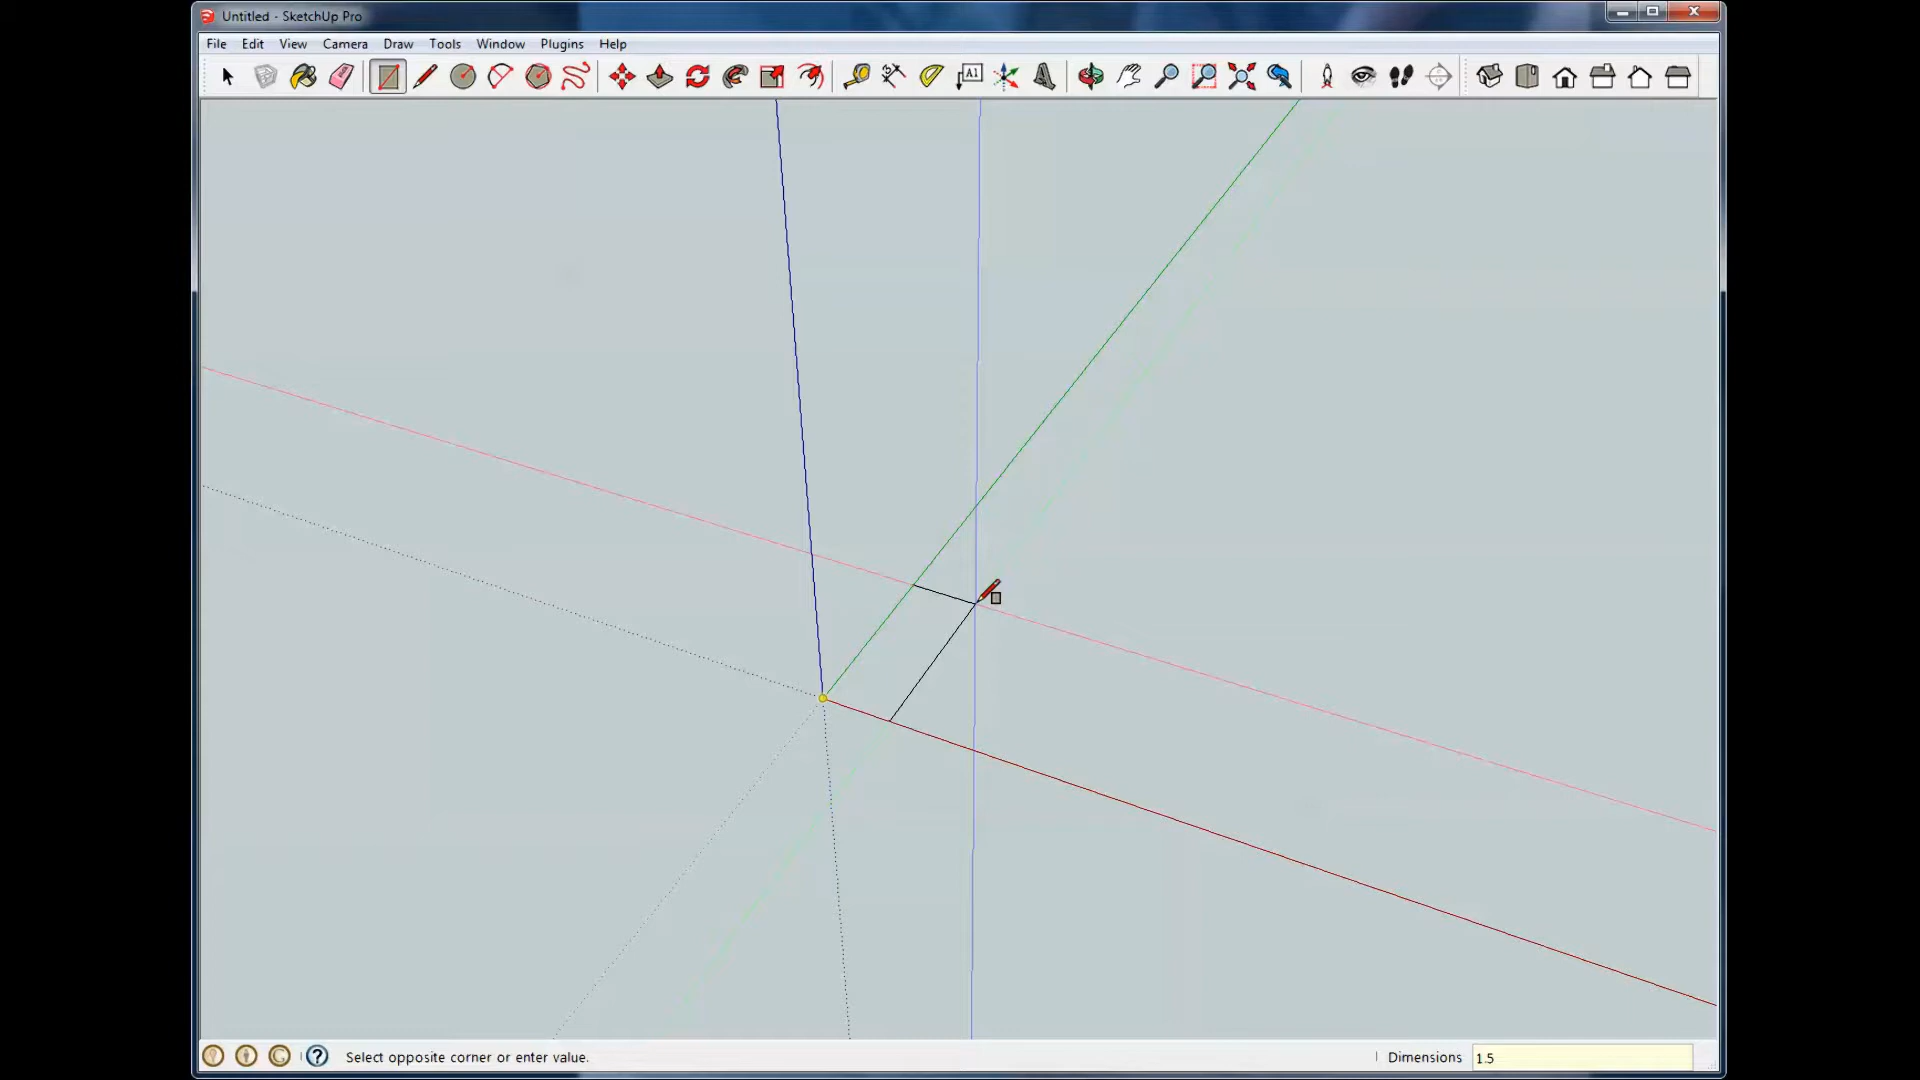 Untitled - SketchUp Pro
File Edit View Camera Draw Tools Window Plugins Help
A1
Select opposite corner or enter value.
Dimensions 1.5